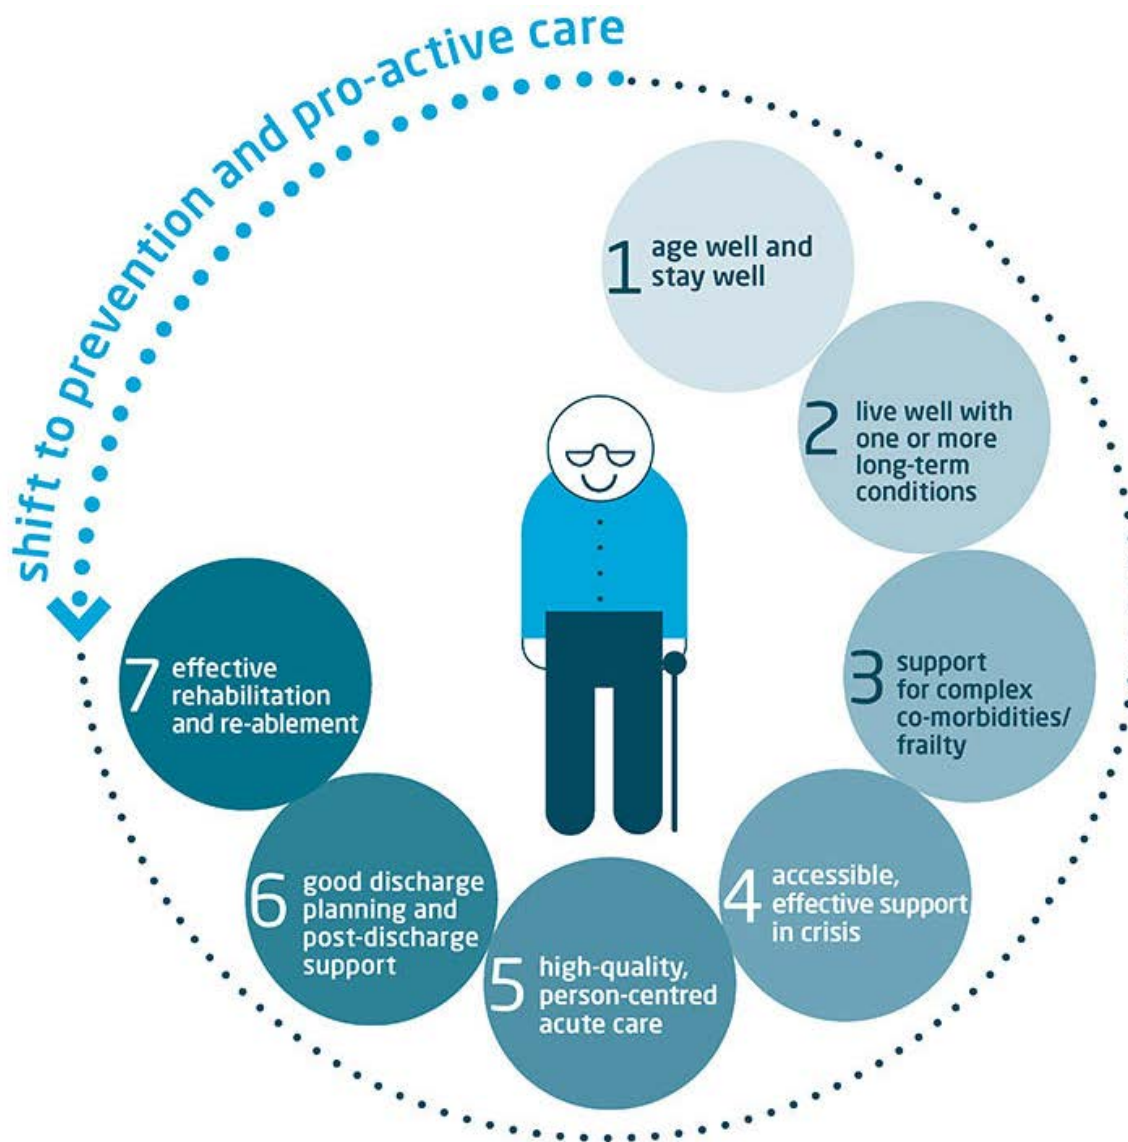 shift to prevention and pro-active care
1 age well and
stay well
2 live well with
one or more
long-term
conditions
3 support
for complex
co-morbidities/
frailty
4 accessible,
effective support
in crisis
5 high-quality,
person-centred
acute care
6 good discharge
planning and
post-discharge
support
7 effective
rehabilitation
and re-ablement